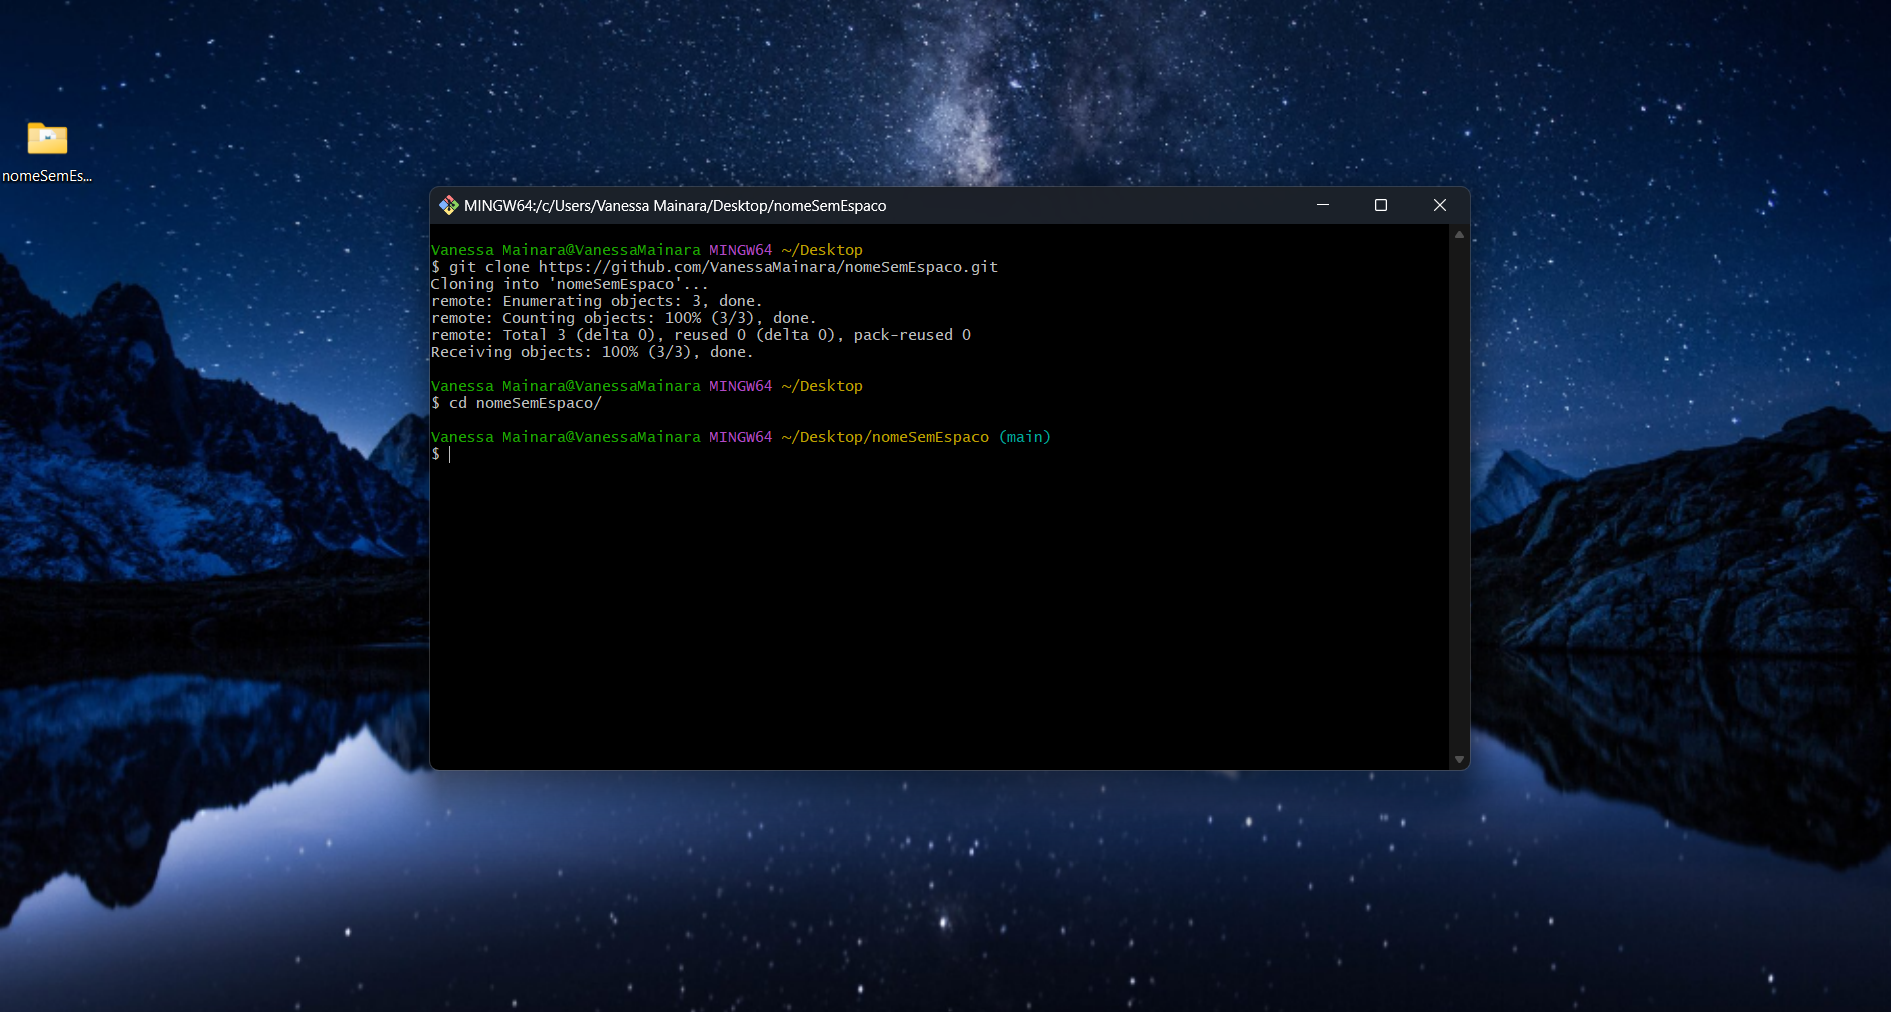 nomeSemEs...
MINGW64:/c/Users/Vanessa Mainara/Desktop/nomeSemEspaco
Vanessa Mainara@VanessaMainara MINGW64 ~/Desktop
$ git clone https://github.com/VanessaMainara/nomeSemEspaco.git
Cloning into 'nomeSemEspaco'...
remote: Enumerating objects: 3, done.
remote: Counting objects: 100% (3/3), done.
remote: Total 3 (delta 0), reused 0 (delta 0), pack-reused 0
Receiving objects: 100% (3/3), done.
Vanessa Mainara@VanessaMainara MINGW64 ~/Desktop
$ cd nomeSemEspaco/
Vanessa Mainara@VanessaMainara MINGW64 ~/Desktop/nomeSemEspaco (main)
$